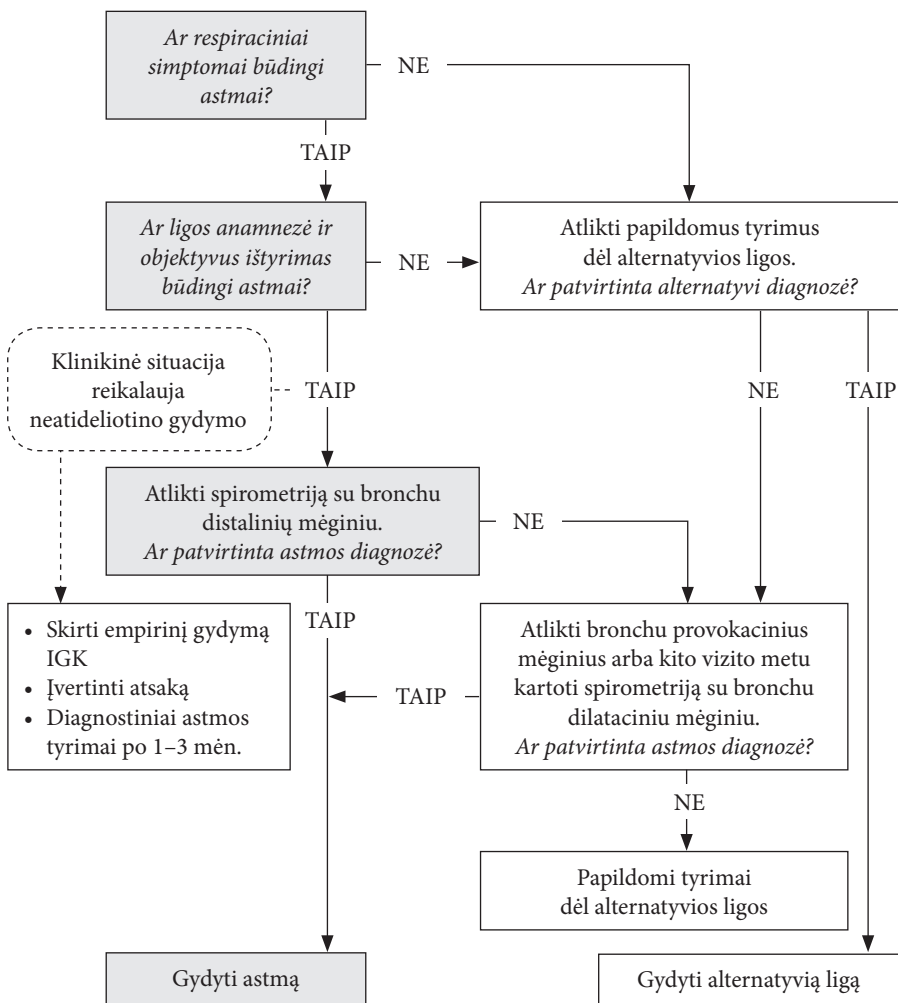 Ar respiraciniai
simptomai būdingi
astmai?
NE
TAIP
Ar ligos anamnezė ir
objektyvus ištyrimas
būdingi astmai?
NE
Atlikti papildomus tyrimus
dėl alternatyvios ligos.
Ar patvirtinta alternatyvi diagnozė?
Klinikinė situacija
reikalauja
neatideliotino gydymo
TAIP
NE
TAIP
Atlikti spirometriją su bronchu
distalinių mėginiu.
Ar patvirtinta astmos diagnozė?
NE
TAIP
• Skirti empirinį gydymą
IGK
• Įvertinti atsaką
• Diagnostiniai astmos
tyrimai po 1–3 mėn.
TAIP
Atlikti bronchu provokacinius
mėginius arba kito vizito metu
kartoti spirometriją su bronchu
dilataciniu mėginiu.
Ar patvirtinta astmos diagnozė?
NE
Papildomi tyrimai
dėl alternatyvios ligos
Gydyti astmą
Gydyti alternatyvią ligą